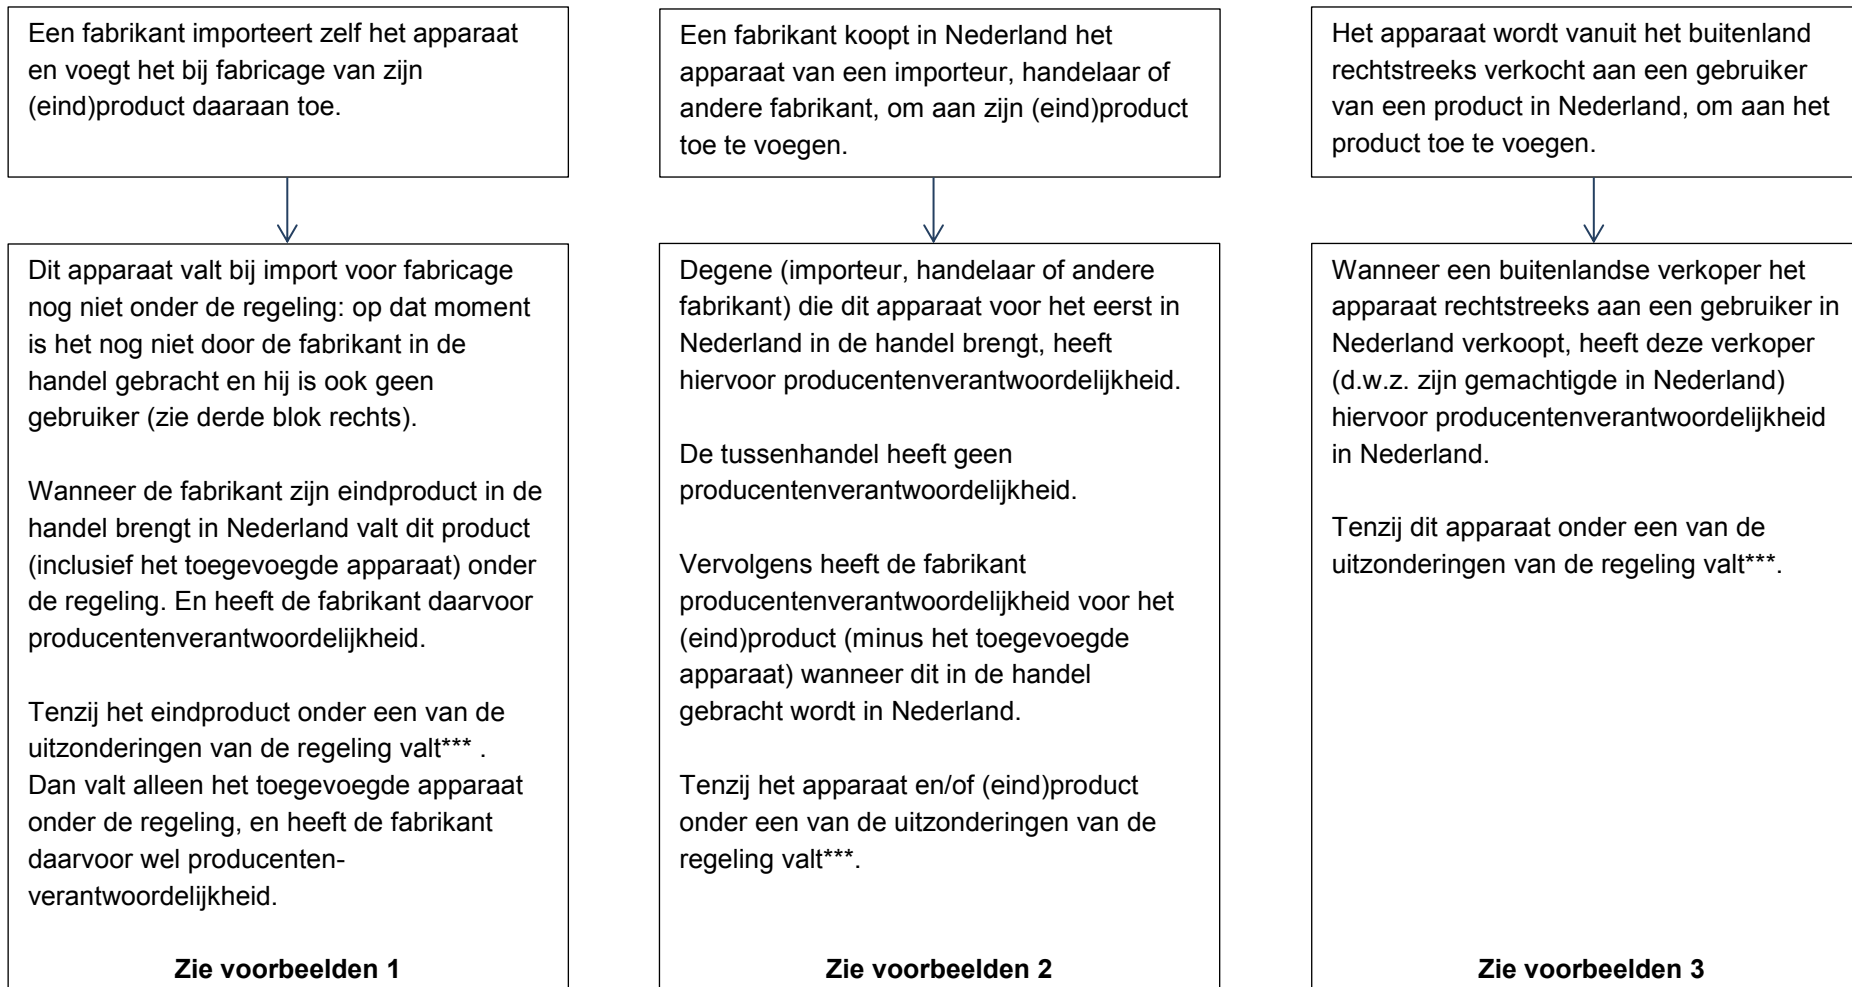 Een fabrikant importeert zelf het apparaat
en voegt het bij fabricage van zijn
(eind)product daaraan toe.
Dit apparaat valt bij import voor fabricage
nog niet onder de regeling: op dat moment
is het nog niet door de fabrikant in de
handel gebracht en hij is ook geen
gebruiker (zie derde blok rechts).
Wanneer de fabrikant zijn eindproduct in de
handel brengt in Nederland valt dit product
(inclusief het toegevoegde apparaat) onder
de regeling. En heeft de fabrikant daarvoor
producentenverantwoordelijkheid.
Tenzij het eindproduct onder een van de
uitzonderingen van de regeling valt*** .
Dan valt alleen het toegevoegde apparaat
onder de regeling, en heeft de fabrikant
daarvoor wel producenten-
verantwoordelijkheid.
Zie voorbeelden 1
Een fabrikant koopt in Nederland het
apparaat van een importeur, handelaar of
andere fabrikant, om aan zijn (eind)product
toe te voegen.
Degene (importeur, handelaar of andere
fabrikant) die dit apparaat voor het eerst in
Nederland in de handel brengt, heeft
hiervoor producentenverantwoordelijkheid.
De tussenhandel heeft geen
producentenverantwoordelijkheid.
Vervolgens heeft de fabrikant
producentenverantwoordelijkheid voor het
(eind)product (minus het toegevoegde
apparaat) wanneer dit in de handel
gebracht wordt in Nederland.
Tenzij het apparaat en/of (eind)product
onder een van de uitzonderingen van de
regeling valt***.
Zie voorbeelden 2
Het apparaat wordt vanuit het buitenland
rechtstreeks verkocht aan een gebruiker
van een product in Nederland, om aan het
product toe te voegen.
Wanneer een buitenlandse verkoper het
apparaat rechtstreeks aan een gebruiker in
Nederland verkoopt, heeft deze verkoper
(d.w.z. zijn gemachtigde in Nederland)
hiervoor producentenverantwoordelijkheid
in Nederland.
Tenzij dit apparaat onder een van de
uitzonderingen van de regeling valt***.
Zie voorbeelden 3